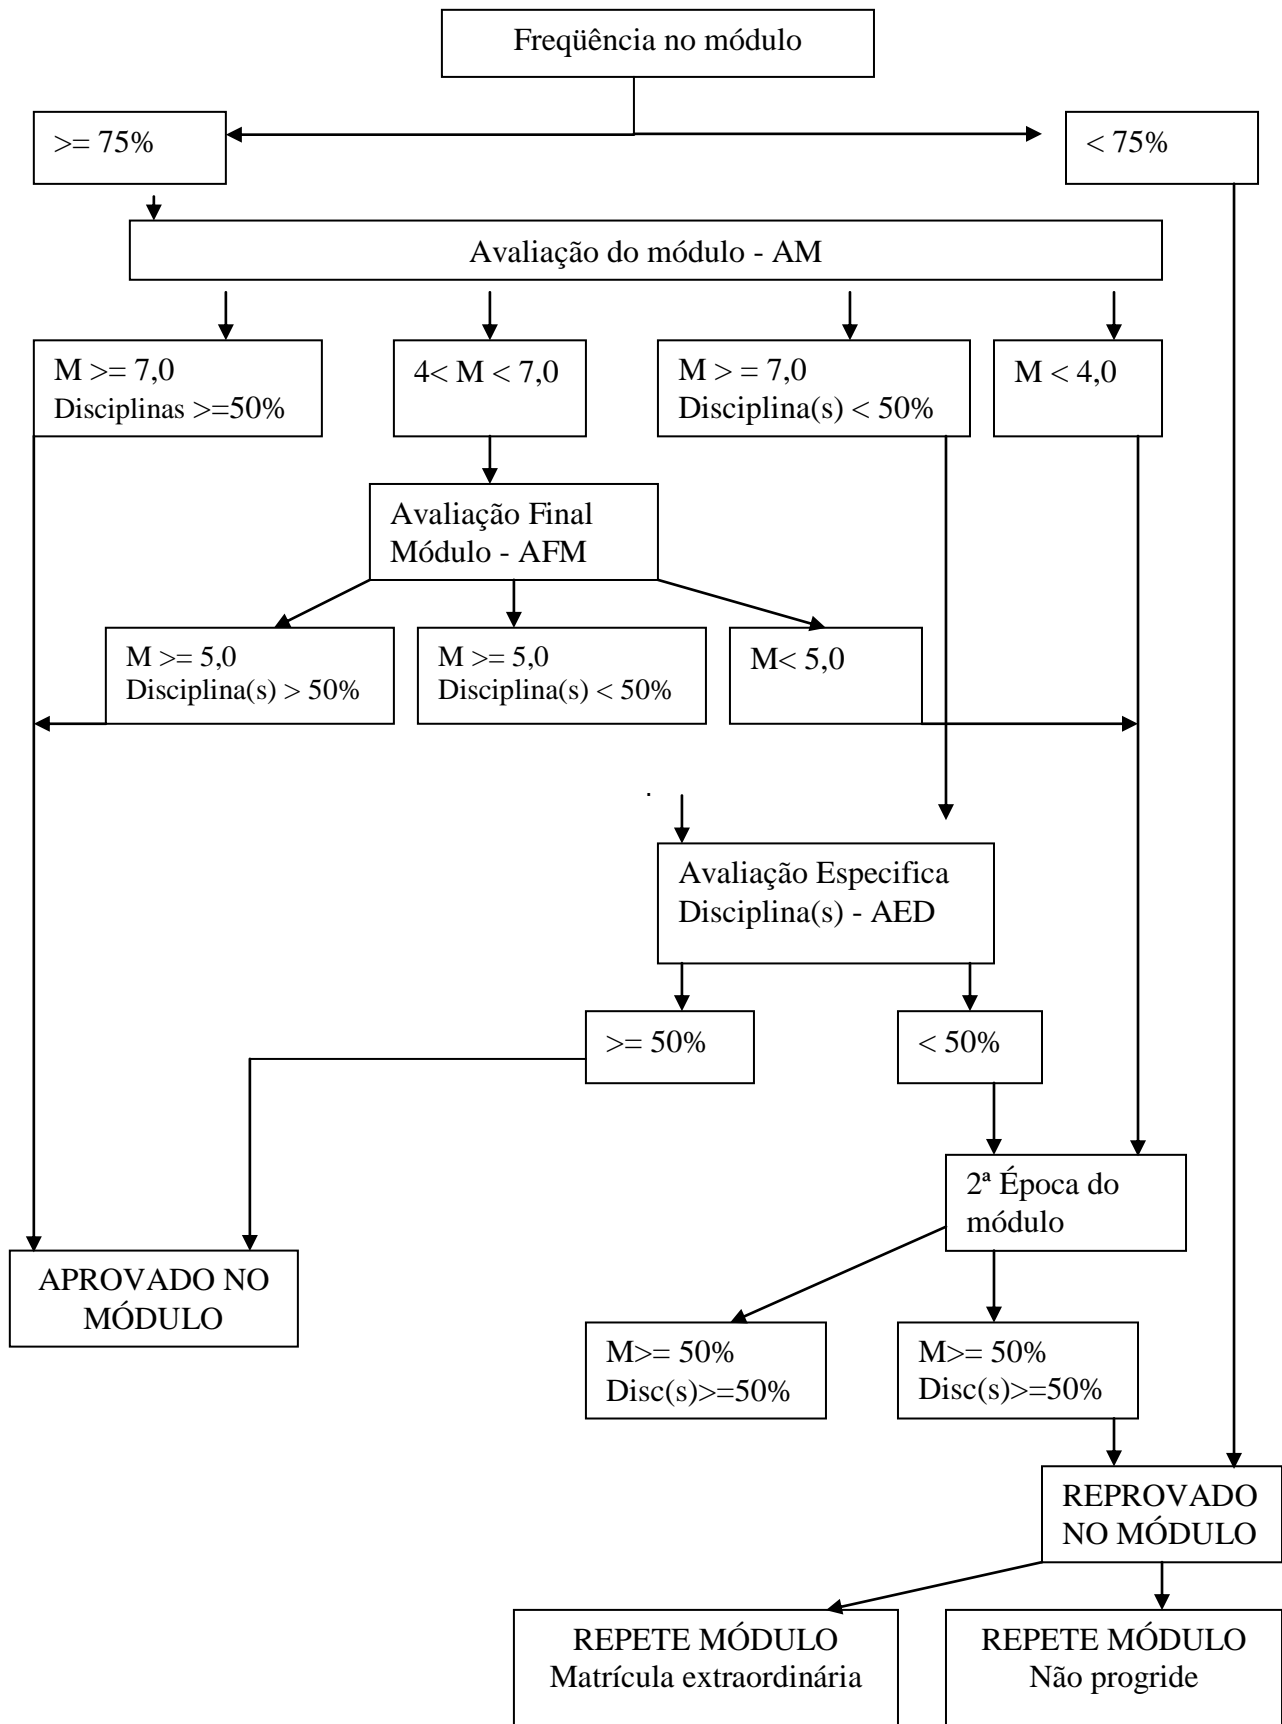 Freqüência no módulo
>= 75%
< 75%
Avaliação do módulo - AM
M >= 7,0
Disciplinas >=50%
4< M < 7,0
M > = 7,0
Disciplina(s) < 50%
M < 4,0
Avaliação Final
Módulo - AFM
M >= 5,0
Disciplina(s) > 50%
M >= 5,0
Disciplina(s) < 50%
M< 5,0
.
Avaliação Especifica
Disciplina(s) - AED
>= 50%
< 50%
2ª Época do
módulo
APROVADO NO
MÓDULO
M>= 50%
Disc(s)>=50%
M>= 50%
Disc(s)>=50%
REPROVADO
NO MÓDULO
REPETE MÓDULO
Matrícula extraordinária
REPETE MÓDULO
Não progride